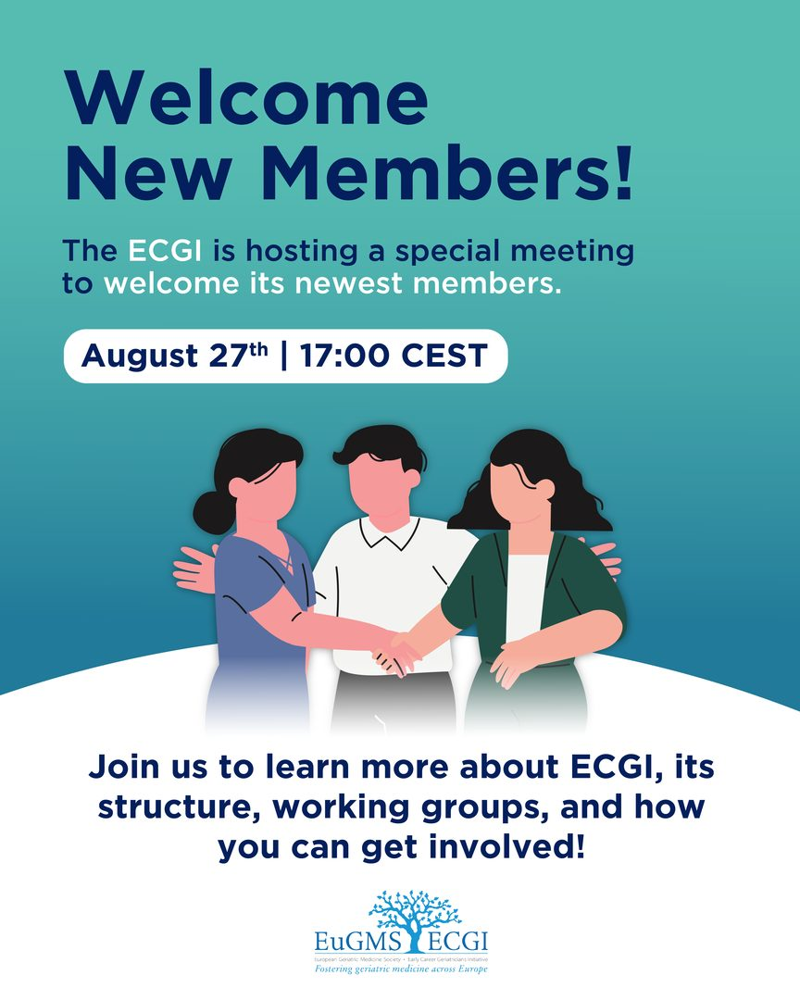 Welcome
New Members!
The ECGI is hosting a special meeting
to welcome its newest members.
August 27th | 17:00 CEST
Join us to learn more about ECGI, its
structure, working groups, and how
you can get involved!
EuGMS ECGI
European Geriatric Medicine Society • Early Career Geriatricians Initiative
Fostering geriatric medicine across Europe